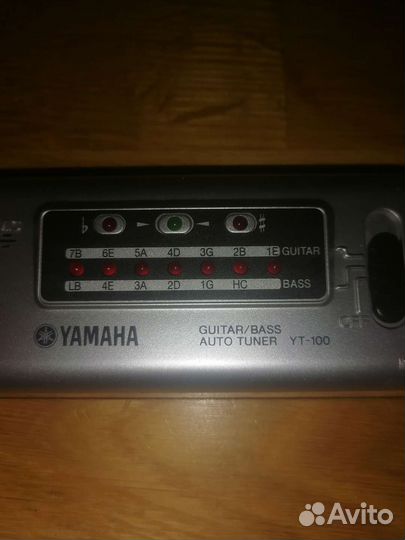 ♭ ► ◄ #
7B 6E 5A 4D 3G 2B 1E GUITAR
LB 4E 3A 2D 1G HC BASS
YAMAHA
GUITAR/BASS
AUTO TUNER YT-100
Avito